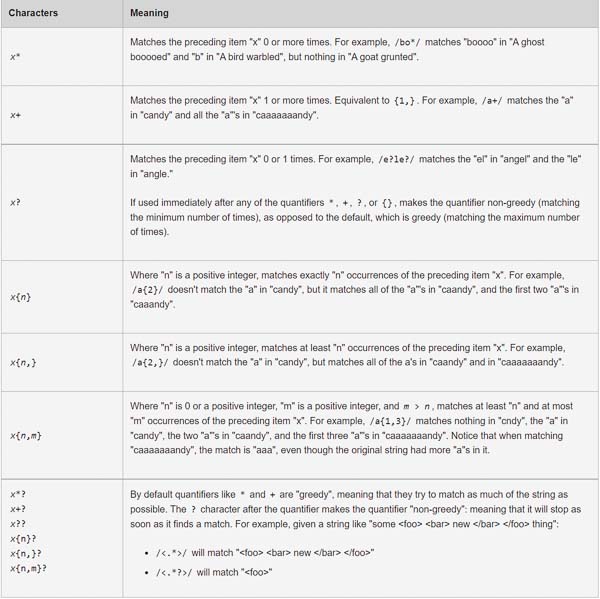 Characters Meaning
x*
Matches the preceding item "x" 0 or more times. For example, /bo*/ matches "boooo" in "A ghost
booooed" and "b" in "A bird warbled", but nothing in "A goat grunted".
x+
Matches the preceding item "x" 1 or more times. Equivalent to {1,}. For example, /a+/ matches the "a"
in "candy" and all the "a"'s in "caaaaaaandy".
x?
Matches the preceding item "x" 0 or 1 times. For example, /e?le?/ matches the "el" in "angel" and the "le"
in "angle."
If used immediately after any of the quantifiers *, +, ?, or {}, makes the quantifier non-greedy (matching
the minimum number of times), as opposed to the default, which is greedy (matching the maximum number
of times).
x{n}
Where "n" is a positive integer, matches exactly "n" occurrences of the preceding item "x". For example,
/a{2}/ doesn't match the "a" in "candy", but it matches all of the "a"'s in "caandy", and the first two "a"'s in
"caaandy".
x{n,}
Where "n" is a positive integer, matches at least "n" occurrences of the preceding item "x". For example,
/a{2,}/ doesn't match the "a" in "candy", but matches all of the a's in "caandy" and in "caaaaaaandy".
x{n,m}
Where "n" is 0 or a positive integer, "m" is a positive integer, and m > n, matches at least "n" and at most
"m" occurrences of the preceding item "x". For example, /a{1,3}/ matches nothing in "cndy", the "a" in
"candy", the two "a"'s in "caandy", and the first three "a"'s in "caaaaaaandy". Notice that when matching
"caaaaaaandy", the match is "aaa", even though the original string had more "a"s in it.
x*?
x+?
x??
x{n}?
x{n,}?
x{n,m}?
By default quantifiers like * and + are "greedy", meaning that they try to match as much of the string as
possible. The ? character after the quantifier makes the quantifier "non-greedy": meaning that it will stop as
soon as it finds a match. For example, given a string like "some <foo> <bar> new </bar> </foo> thing":
• /<.*>/ will match "<foo> <bar> new </bar> </foo>"
• /<.*?>/ will match "<foo>"